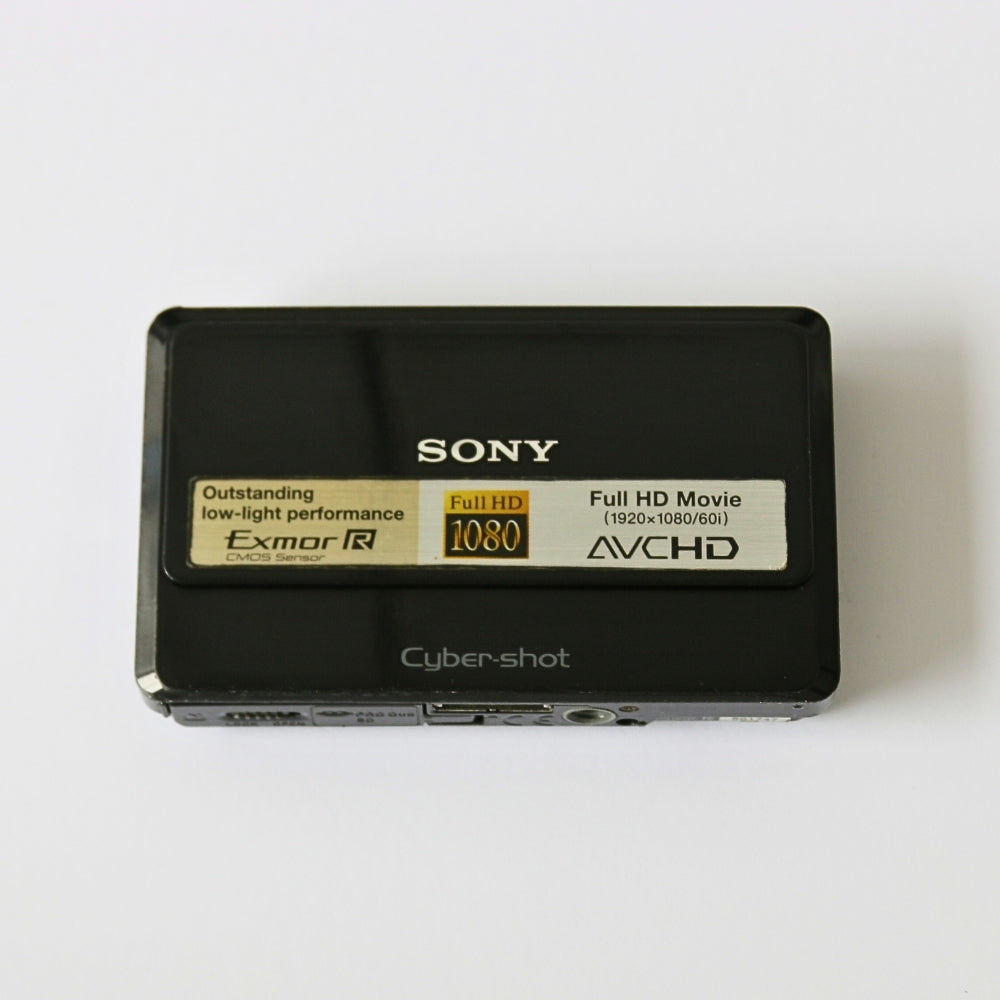 SONY
Outstanding
low-light performance
Exmor R
CMOS Sensor
Full HD
1080
Full HD Movie
(1920×1080/60i)
AVCHD
Cyber-shot